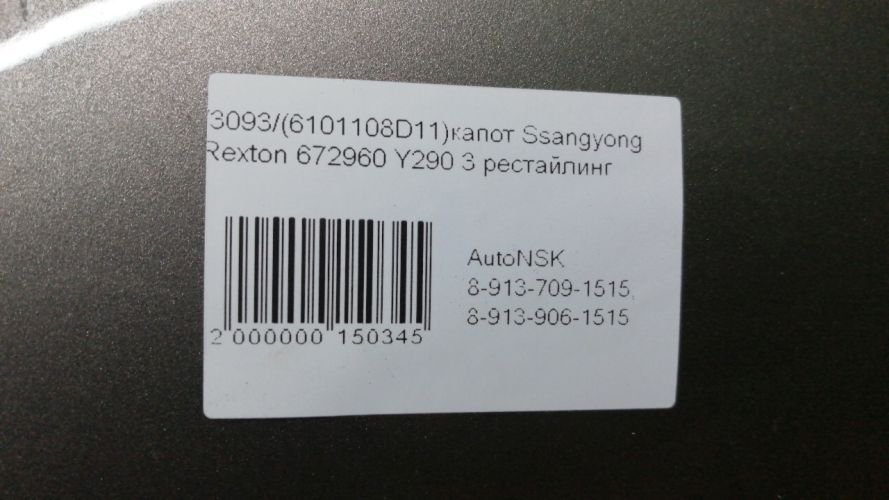 3093/(6101108D11)капот Ssangyong
Rexton 672960 Y290 3 рестайлинг
AutoNSK
8-913-709-1515,
8-913-906-1515
2 000000 150345